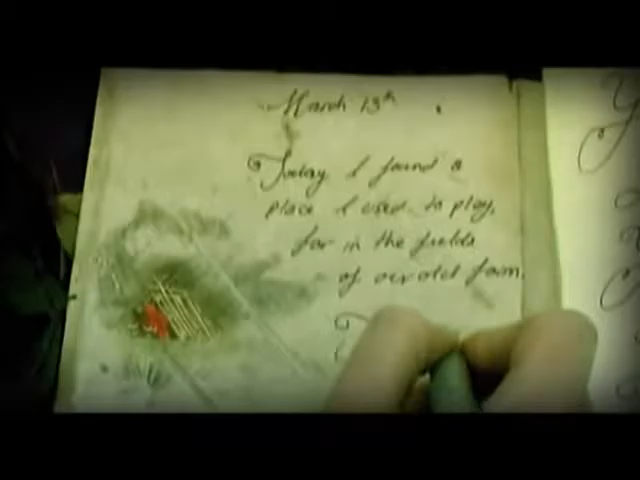 March 13th
Today I found a
place I used to play,
far in the fields
of our old farm.